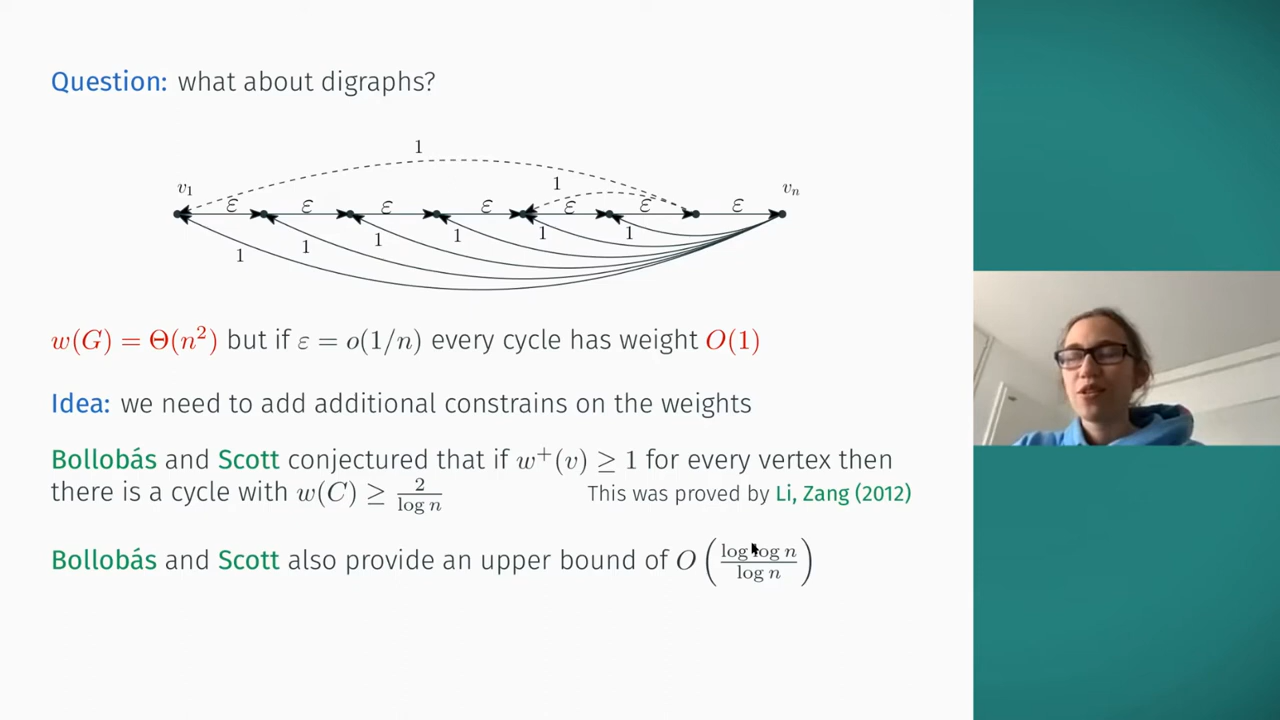 Question: what about digraphs?
1
v₁ 1 vₙ
ε ε ε ε ε ε ε
1 1 1 1 1 1
w(G) = Θ(n²) but if ε = o(1/n) every cycle has weight O(1)
Idea: we need to add additional constrains on the weights
Bollobás and Scott conjectured that if w⁺(v) ≥ 1 for every vertex then
there is a cycle with w(C) ≥ 2/log n This was proved by Li, Zang (2012)
Bollobás and Scott also provide an upper bound of O(log log n/log n)